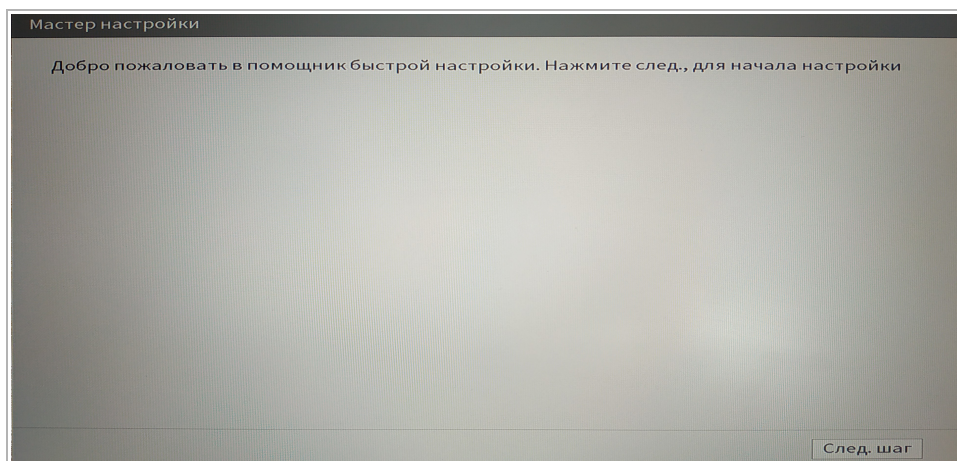 Мастер настройки
Добро пожаловать в помощник быстрой настройки. Нажмите след., для начала настройки
След. шаг